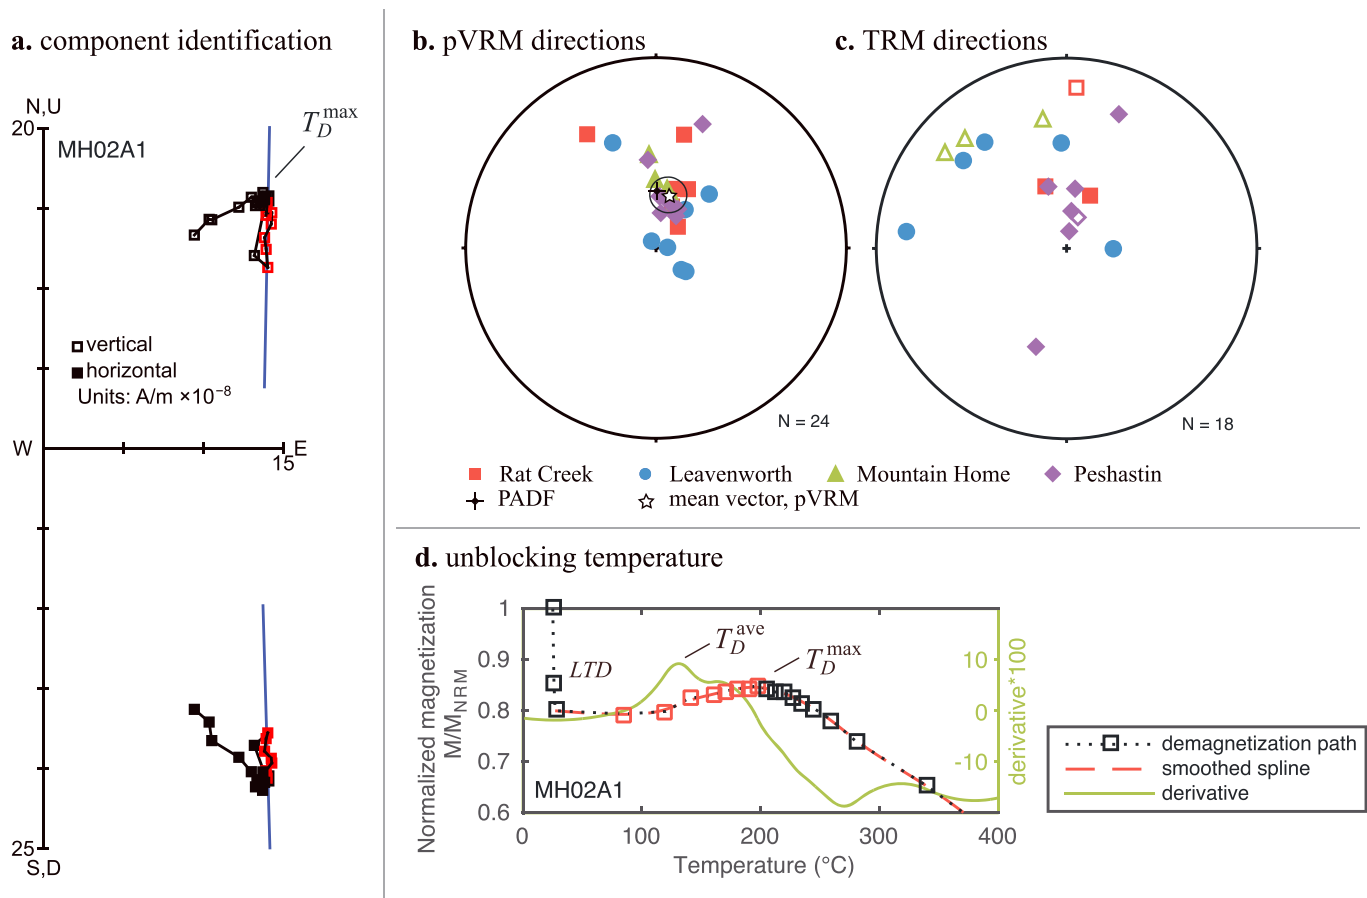 a. component identification
N,U
20
MH02A1
T_D^max
vertical
horizontal
Units: A/m ×10⁻⁸
W
E
15
25
S,D
b. pVRM directions
N = 24
c. TRM directions
N = 18
Rat Creek
Leavenworth
Mountain Home
Peshastin
PADF
mean vector, pVRM
d. unblocking temperature
Normalized magnetization
M/M_NRM
1
0.9
0.8
0.7
0.6
LTD
T_D^ave
T_D^max
MH02A1
10
0
-10
derivative*100
0
100
200
300
400
Temperature (°C)
demagnetization path
smoothed spline
derivative